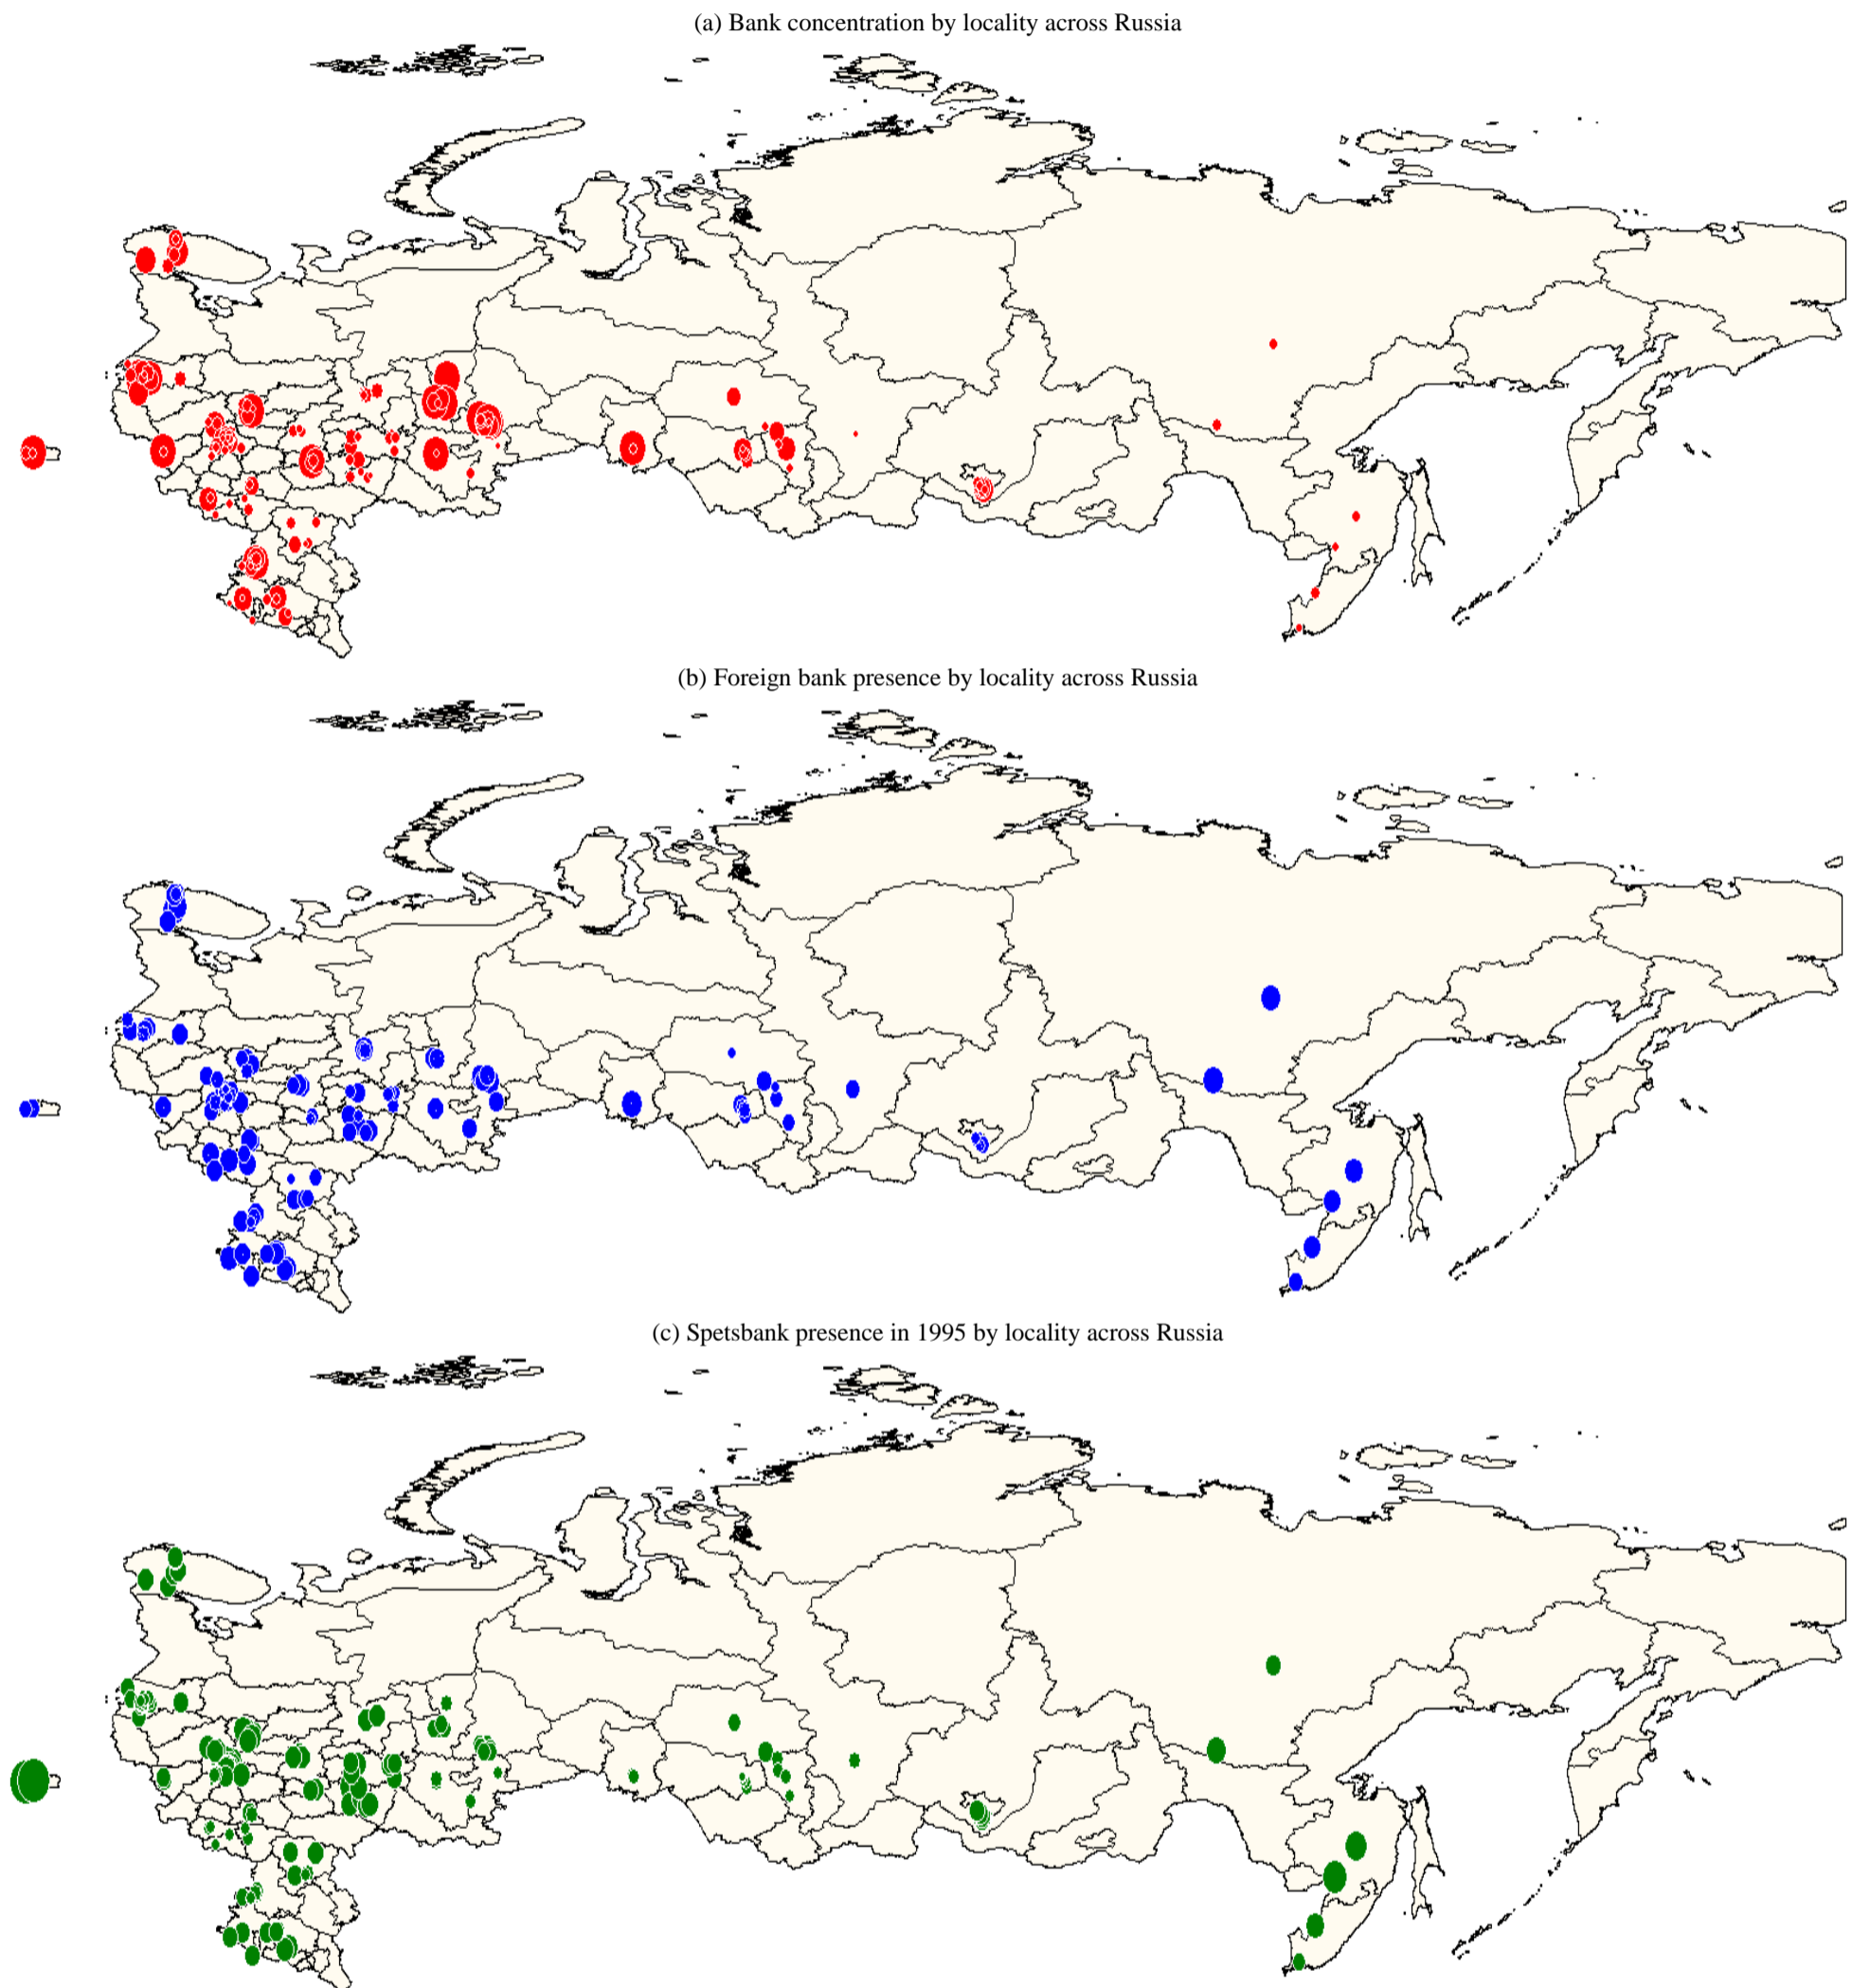 (a) Bank concentration by locality across Russia
(b) Foreign bank presence by locality across Russia
(c) Spetsbank presence in 1995 by locality across Russia